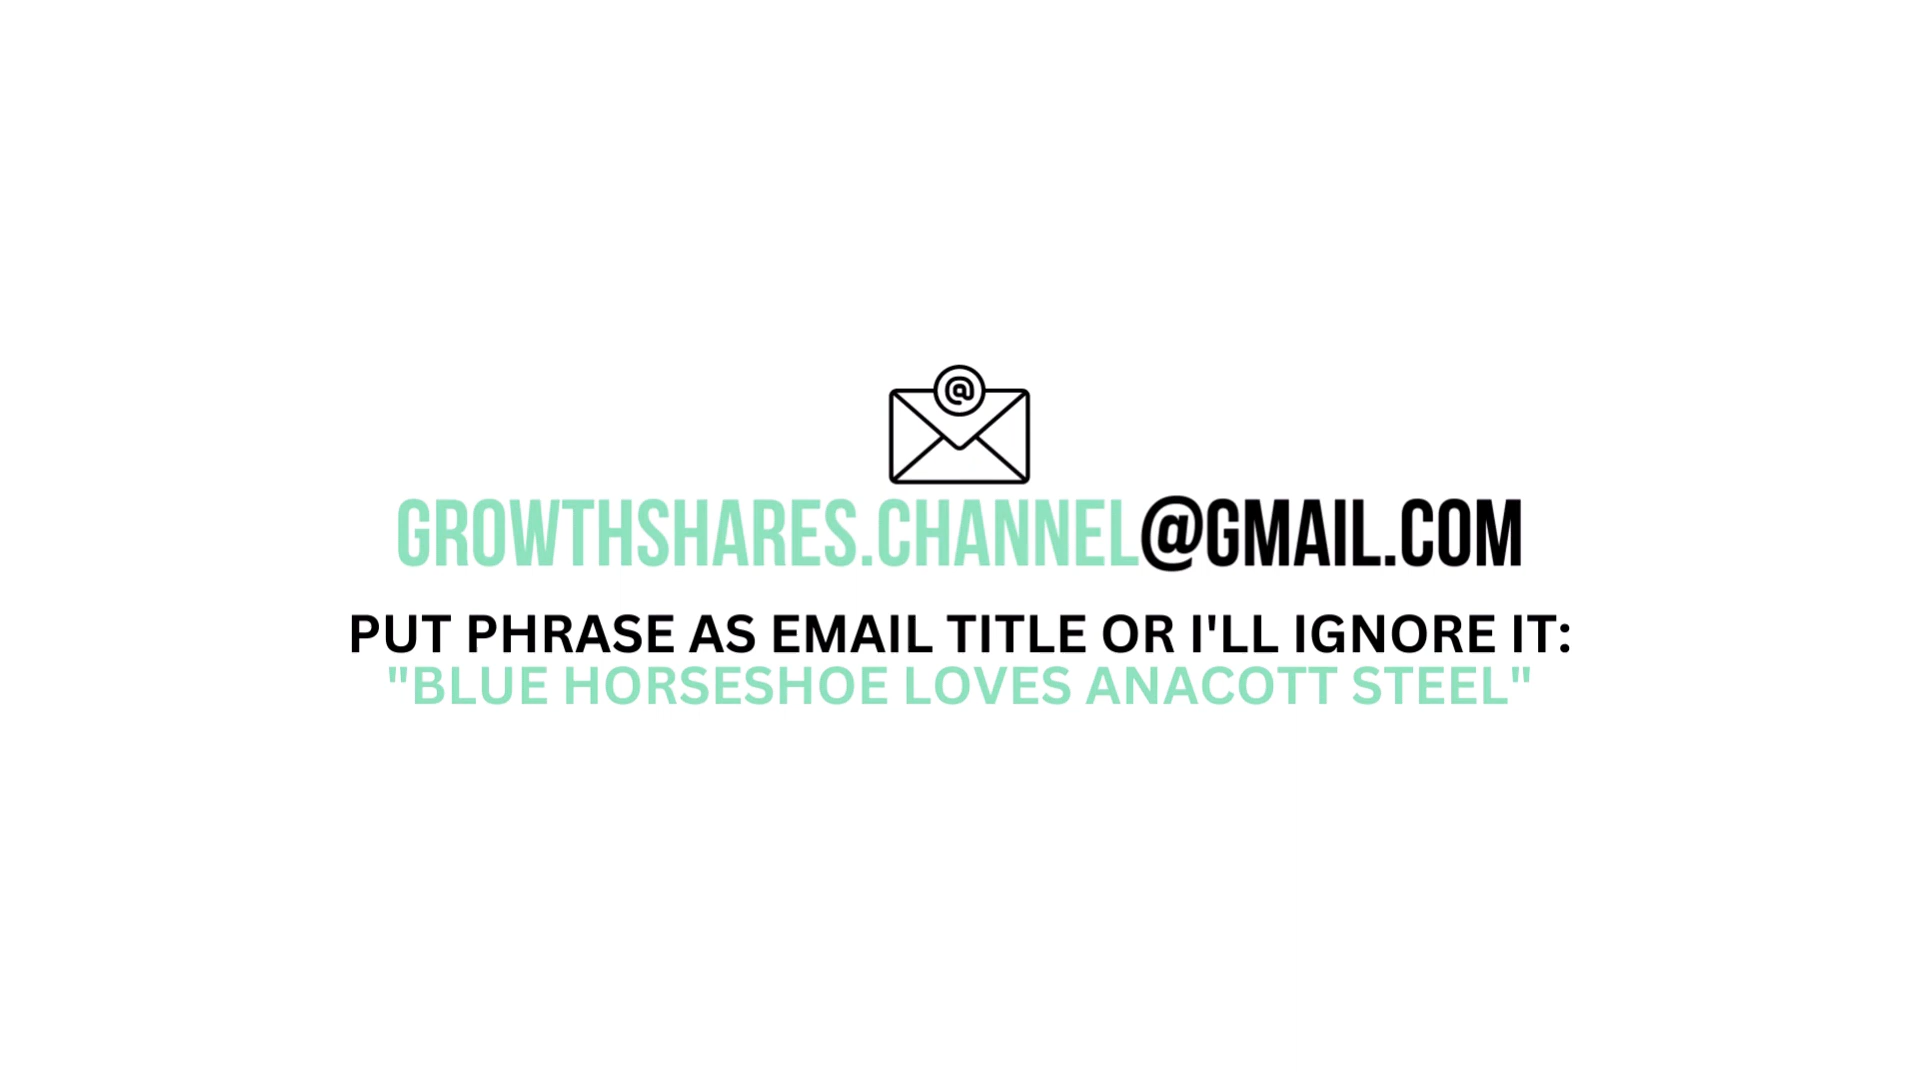 @
GROWTHSHARES.CHANNEL@GMAIL.COM
PUT PHRASE AS EMAIL TITLE OR I'LL IGNORE IT:
"BLUE HORSESHOE LOVES ANACOTT STEEL"